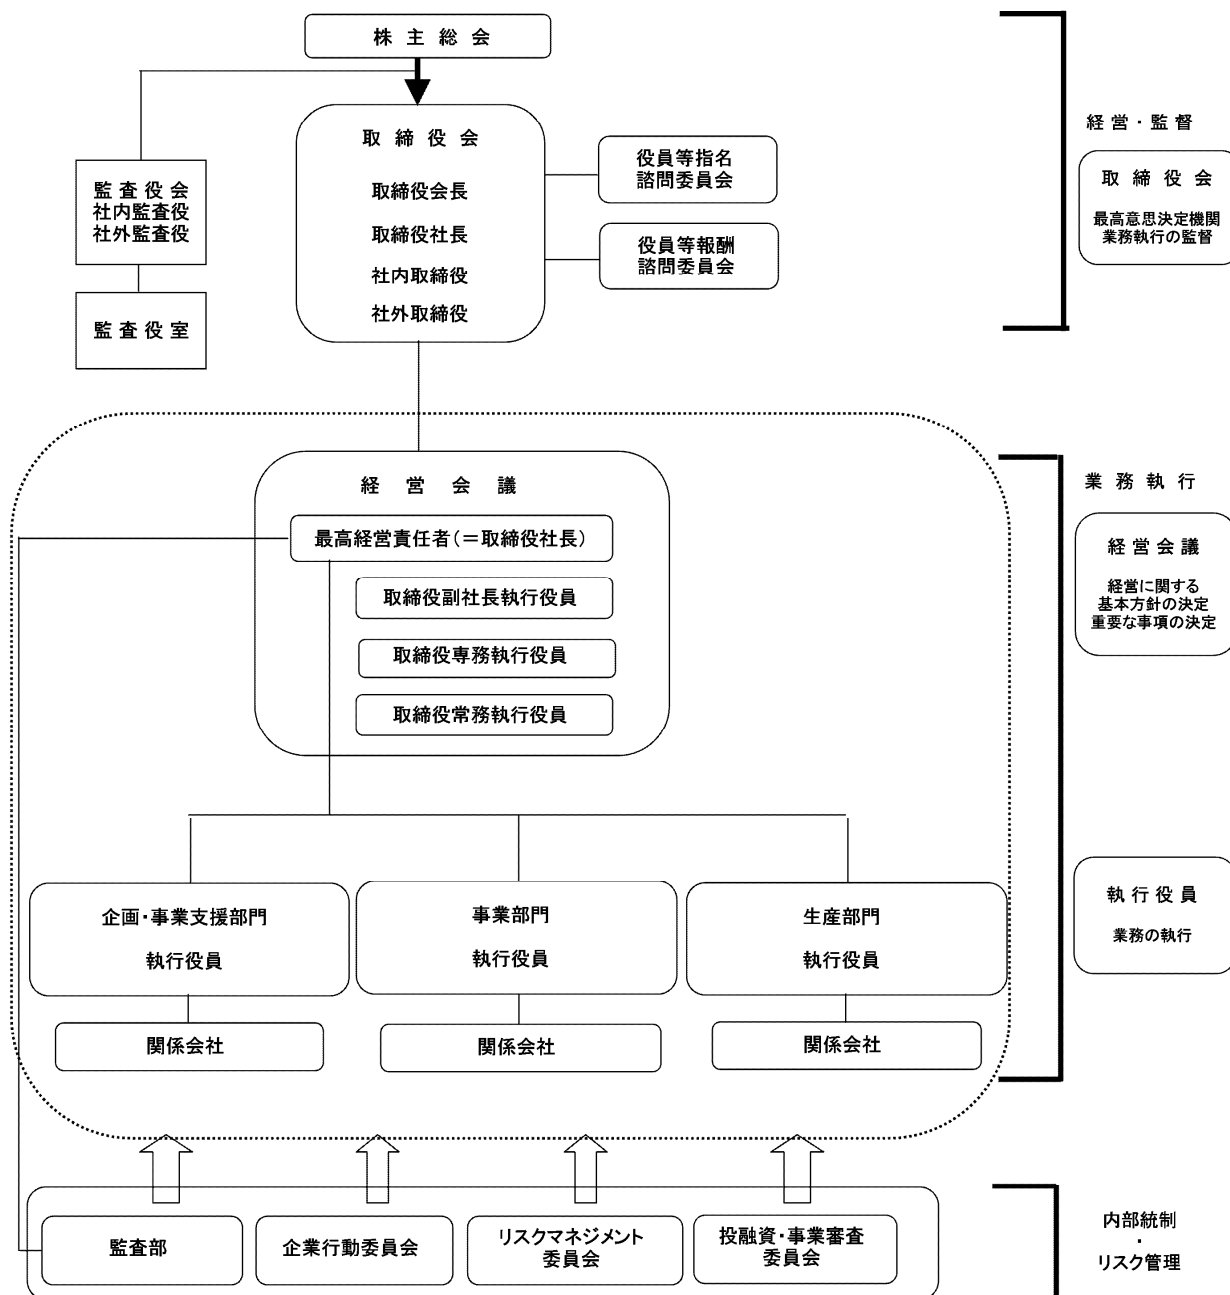 株主総会
取締役会
取締役会長
取締役社長
社内取締役
社外取締役
役員等指名
諮問委員会
役員等報酬
諮問委員会
監査役会
社内監査役
社外監査役
監査役室
経営・監督
取締役会
最高意思決定機関
業務執行の監督
経営会議
最高経営責任者(=取締役社長)
取締役副社長執行役員
取締役専務執行役員
取締役常務執行役員
業務執行
経営会議
経営に関する
基本方針の決定
重要な事項の決定
企画・事業支援部門
執行役員
事業部門
執行役員
生産部門
執行役員
執行役員
業務の執行
関係会社
関係会社
関係会社
監査部
企業行動委員会
リスクマネジメント
委員会
投融資・事業審査
委員会
内部統制
・
リスク管理